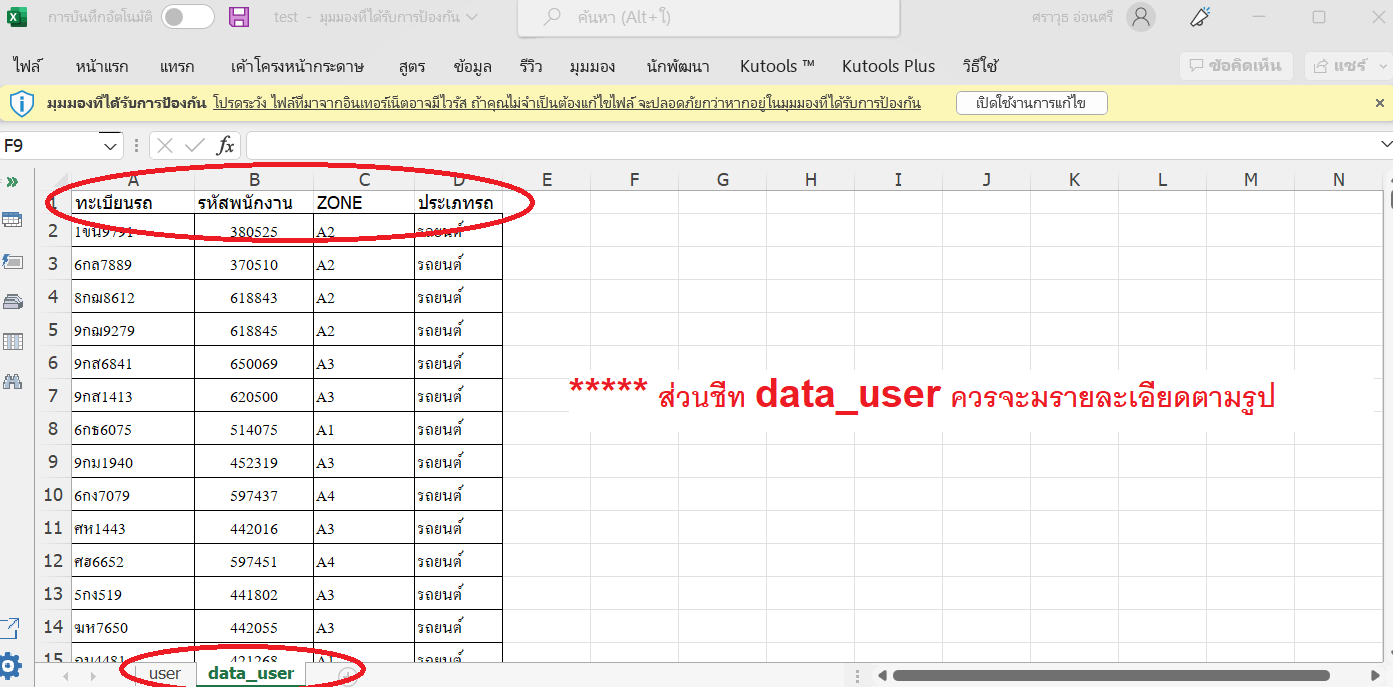 การบันทึกอัตโนมัติ test - มุมมองที่ได้รับการป้องกัน ค้นหา (Alt+ใ) ศราวุธ อ่อนศรี
ไฟล์ หน้าแรก แทรก เค้าโครงหน้ากระดาษ สูตร ข้อมูล รีวิว มุมมอง นักพัฒนา Kutools ™ Kutools Plus วิธีใช้ ข้อคิดเห็น แชร์
มุมมองที่ได้รับการป้องกัน โปรดระวัง ไฟล์ที่มาจากอินเทอร์เน็ตอาจมีไวรัส ถ้าคุณไม่จำเป็นต้องแก้ไขไฟล์ จะปลอดภัยกว่าหากอยู่ในมุมมองที่ได้รับการป้องกัน เปิดใช้งานการแก้ไข
F9 fx
A B C D E F G H I J K L M N
1 ทะเบียนรถ รหัสพนักงาน ZONE ประเภทรถ
2 1ขน9791 380525 A2 รถยนต์
3 6กล7889 370510 A2 รถยนต์
4 8กฌ8612 618843 A2 รถยนต์
5 9กฌ9279 618845 A2 รถยนต์
6 9กส6841 650069 A3 รถยนต์
7 9กส1413 620500 A3 รถยนต์
***** ส่วนชีท data_user ควรจะมรายละเอียดตามรูป
8 6กธ6075 514075 A1 รถยนต์
9 9กม1940 452319 A3 รถยนต์
10 6กง7079 597437 A4 รถยนต์
11 ศห1443 442016 A3 รถยนต์
12 ศฮ6652 597451 A4 รถยนต์
13 5กง519 441802 A3 รถยนต์
14 ฆห7650 442055 A3 รถยนต์
15 421268 A1 รถยนต์
user data_user